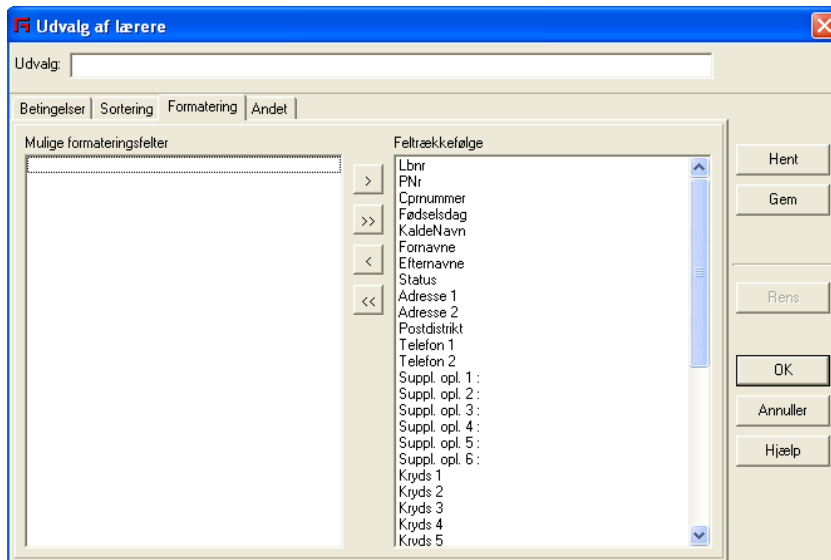 Udvalg af lærere
Udvalg:
Betingelser Sortering Formatering Andet
Mulige formateringsfelter
>
>>
<
<<
Feltrækkefølge
Lbnr
PNr
Cprnummer
Fødselsdag
KaldeNavn
Fornavne
Efternavne
Status
Adresse 1
Adresse 2
Postdistrikt
Telefon 1
Telefon 2
Suppl. opl. 1 :
Suppl. opl. 2 :
Suppl. opl. 3 :
Suppl. opl. 4 :
Suppl. opl. 5 :
Suppl. opl. 6 :
Kryds 1
Kryds 2
Kryds 3
Kryds 4
Kryds 5
Hent
Gem
Rens
OK
Annuller
Hjælp